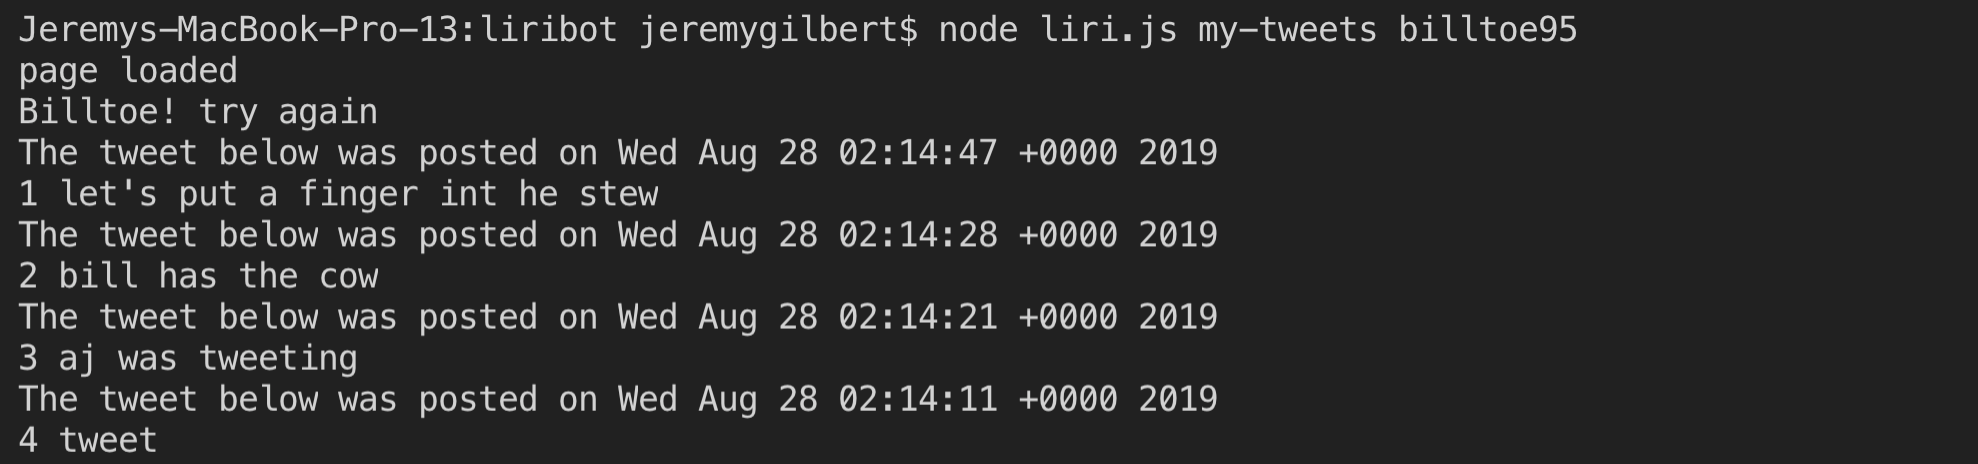 Jeremys-MacBook-Pro-13:liribot jeremygilbert$ node liri.js my-tweets billtoe95
page loaded
Billtoe! try again
The tweet below was posted on Wed Aug 28 02:14:47 +0000 2019
1 let's put a finger int he stew
The tweet below was posted on Wed Aug 28 02:14:28 +0000 2019
2 bill has the cow
The tweet below was posted on Wed Aug 28 02:14:21 +0000 2019
3 aj was tweeting
The tweet below was posted on Wed Aug 28 02:14:11 +0000 2019
4 tweet